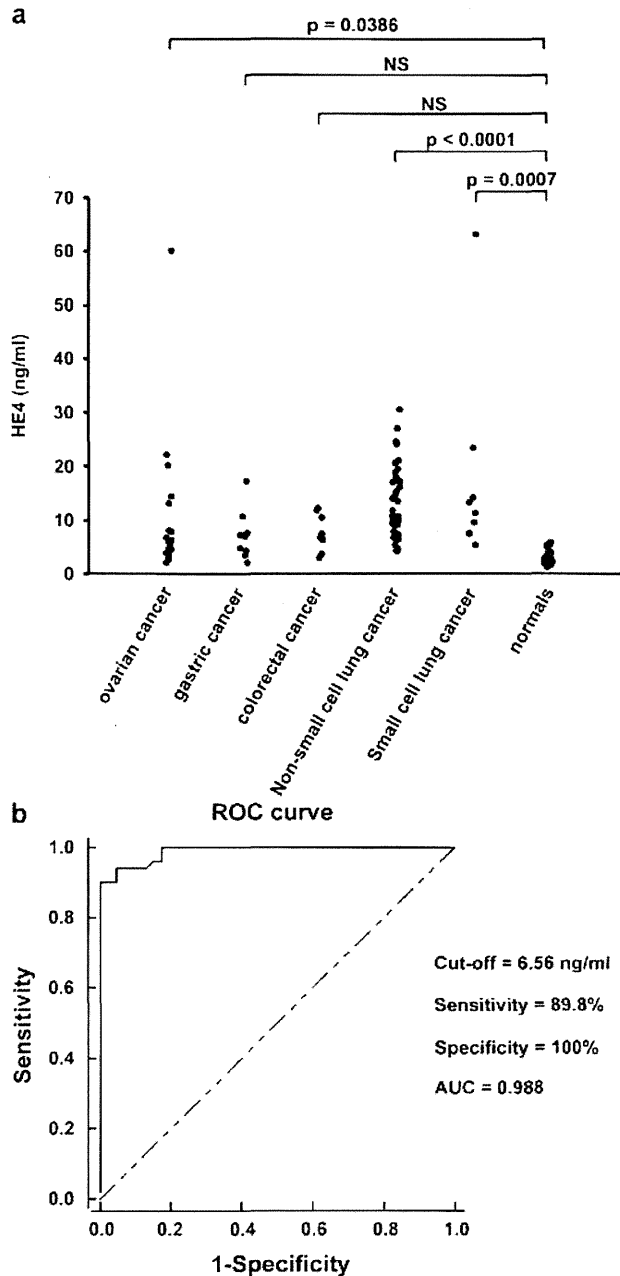 a
p = 0.0386
NS
NS
p < 0.0001
p = 0.0007
70
60
50
40
30
20
10
0
HE4 (ng/ml)
ovarian cancer
gastric cancer
colorectal cancer
Non-small cell lung cancer
Small cell lung cancer
normals
b
ROC curve
1.0
0.8
0.6
0.4
0.2
0.0
Sensitivity
Cut-off = 6.56 ng/ml
Sensitivity = 89.8%
Specificity = 100%
AUC = 0.988
0.0 0.2 0.4 0.6 0.8 1.0
1-Specificity